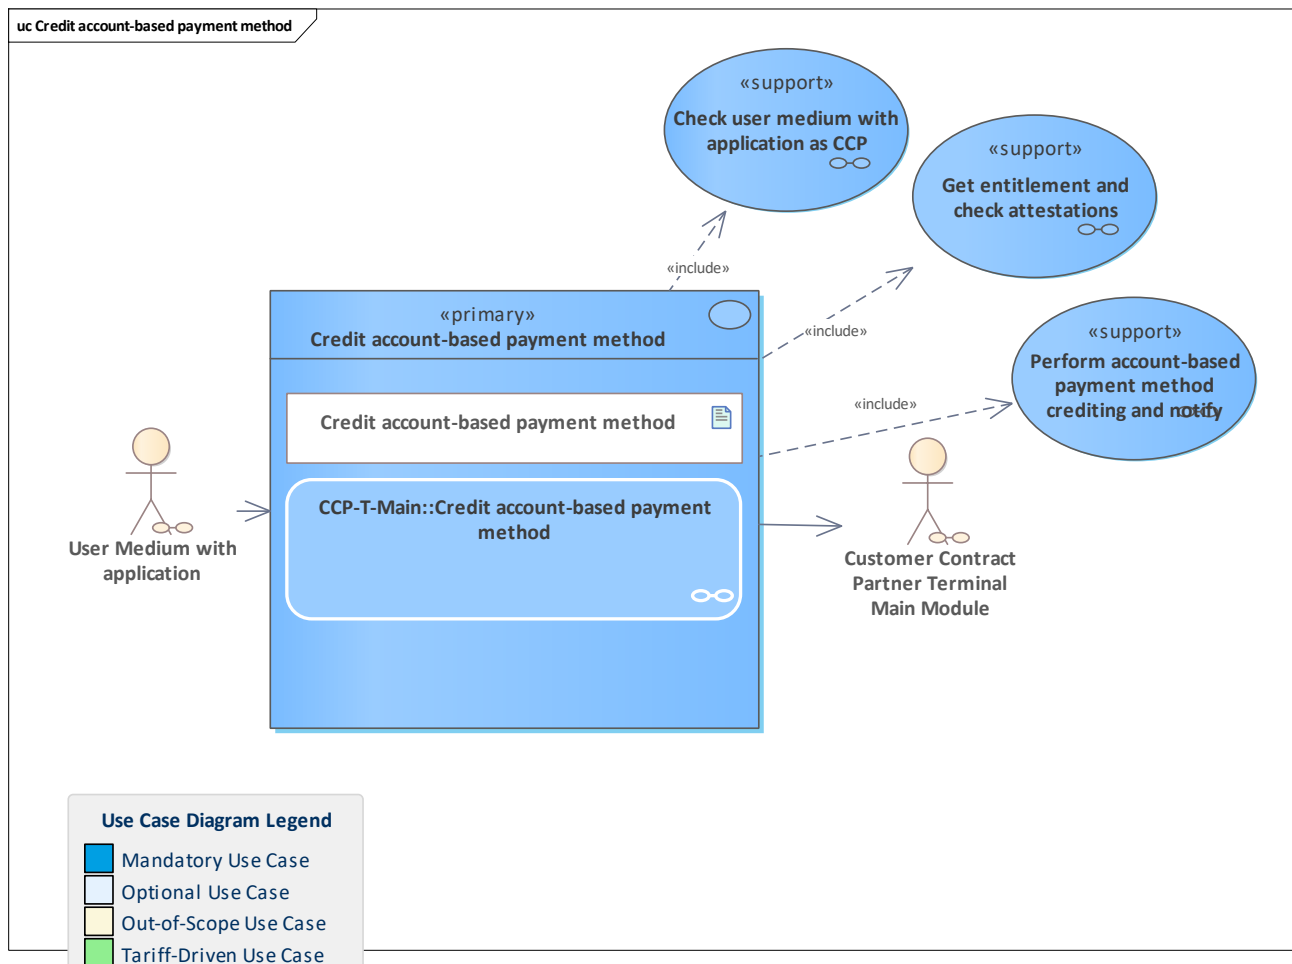 uc Credit account-based payment method
«support»
Check user medium with
application as CCP
«support»
Get entitlement and
check attestations
«include»
«include»
«primary»
Credit account-based payment method
«support»
Perform account-based
payment method
crediting and notify
«include»
Credit account-based payment method
CCP-T-Main::Credit account-based payment
method
User Medium with
application
Customer Contract
Partner Terminal
Main Module
Use Case Diagram Legend
Mandatory Use Case
Optional Use Case
Out-of-Scope Use Case
Tariff-Driven Use Case